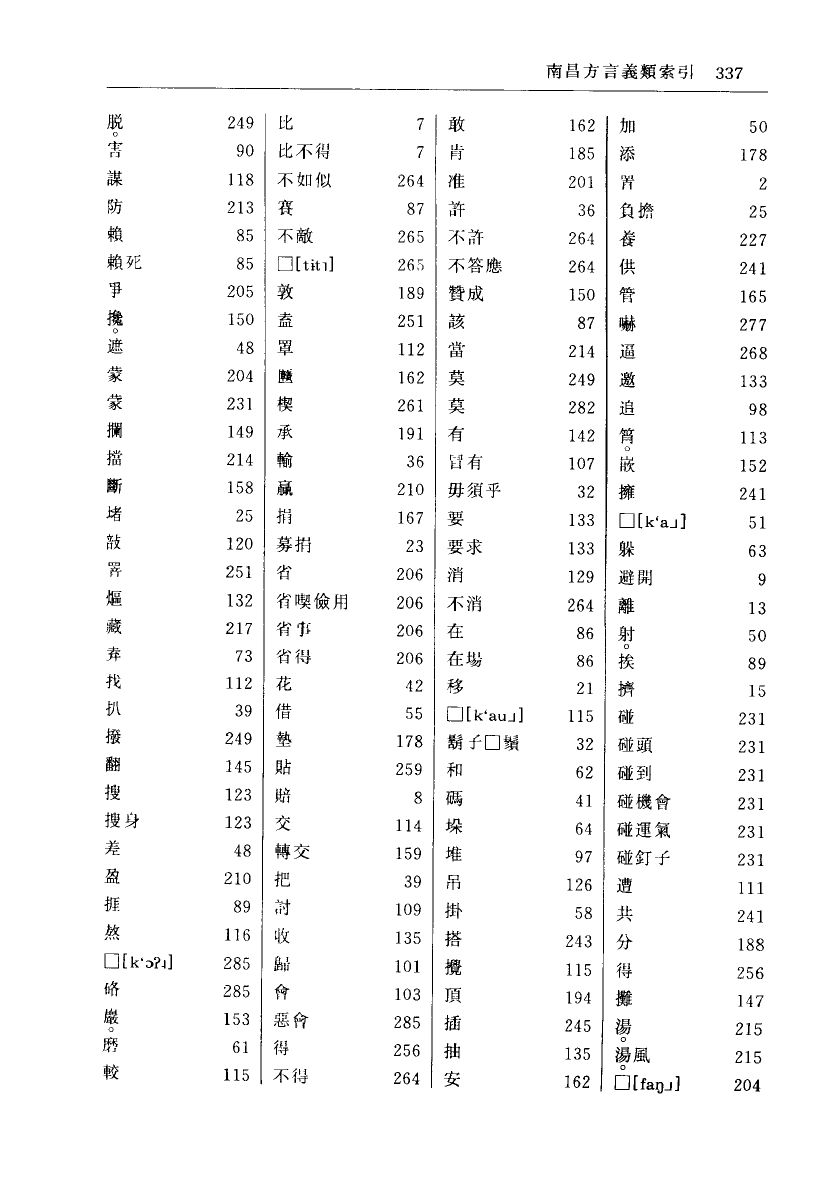 南昌方言義類索引 337
脱 249
害 90
謀 118
防 213
賴 85
賴死 85
爭 205
攙 150
遮 48
蒙 204
蒙 231
攔 149
擋 214
斷 158
堵 25
敲 120
251
熰 132
藏 217
弆 73
找 112
扒 39
撥 249
翻 145
搜 123
搜身 123
差 48
盈 210
捱 89
熬 116
□[k‘ɔʔ˩] 285
硌 285
巖 153
磨 61
較 115
比 7
比不得 7
不如似 264
賽 87
不敵 265
□[tit˥] 265
敦 189
盍 251
罩 112
匼 162
楔 261
承 191
輸 36
贏 210
捐 167
募捐 23
省 206
省喫儉用 206
省事 206
省得 206
花 42
借 55
墊 178
貼 259
賠 8
交 114
轉交 159
把 39
討 109
收 135
歸 101
會 103
惡會 285
得 256
不得 264
敢 162
肯 185
准 201
許 36
不許 264
不答應 264
贊成 150
該 87
當 214
莫 249
莫 282
有 142
冒有 107
毋須乎 32
要 133
要求 133
消 129
不消 264
在 86
在場 86
移 21
□[k‘au˩] 115
鬍子□鬚 32
和 62
碼 41
垛 64
堆 97
吊 126
掛 58
搭 243
攪 115
頂 194
插 245
抽 135
安 162
加 50
添 178
2
負擔 25
養 227
供 241
管 165
嚇 277
逼 268
邀 133
追 98
113
嵌 152
擁 241
□[k‘a˩] 51
躲 63
避開 9
離 13
射 50
挨 89
擠 15
碰 231
碰頭 231
碰到 231
碰機會 231
碰運氣 231
碰釘子 231
遭 111
共 241
分 188
得 256
攤 147
湯 215
湯風 215
□[faŋ˩] 204